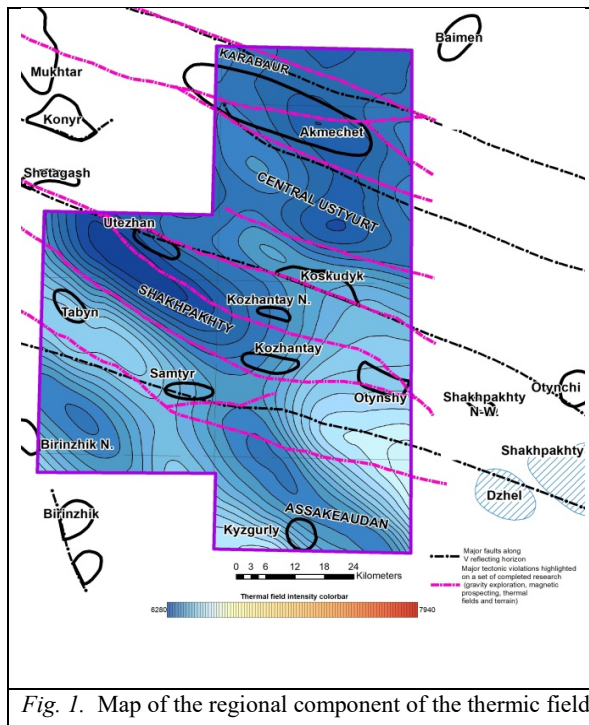 Baimen
KARABAUR
Mukhtar
Konyr
Akmechet
Shetagash
CENTRAL USTYURT
Utezhan
Koskudyk
SHAKHPAKHTY
Kozhantay N.
Tabyn
Kozhantay
Samtyr
Otynshy
Otynchi
Shakhpakhty
N-W.
Birinzhik N.
Shakhpakhty
Dzhel
Birinzhik
ASSAKEAUDAN
Kyzgurly
0 3 6 12 18 24
Kilometers
Major faults along
V reflecting horizon
Major tectonic violations highlighted
on a set of completed research
(gravity exploration, magnetic
prospecting, thermal
fields and terrain)
Thermal field intensity colorbar
6280
7940
Fig. 1. Map of the regional component of the thermic field